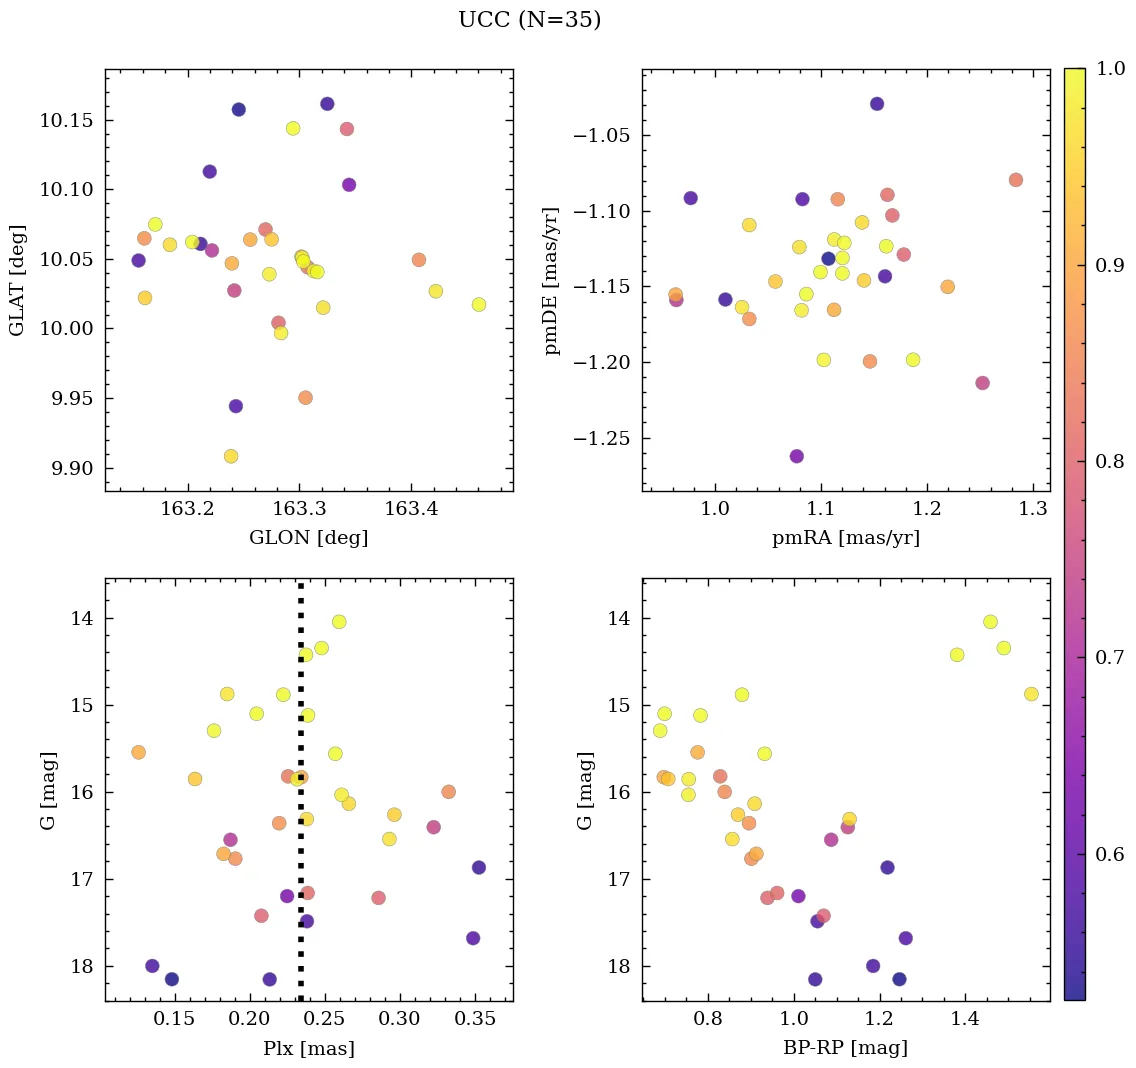 UCC (N=35)
10.15
10.10
10.05
10.00
9.95
9.90
GLAT [deg]
163.2 163.3 163.4
GLON [deg]
−1.05
−1.10
−1.15
−1.20
−1.25
pmDE [mas/yr]
1.0 1.1 1.2 1.3
pmRA [mas/yr]
14
15
16
17
18
G [mag]
0.15 0.20 0.25 0.30 0.35
Plx [mas]
14
15
16
17
18
G [mag]
0.8 1.0 1.2 1.4
BP-RP [mag]
1.0
0.9
0.8
0.7
0.6